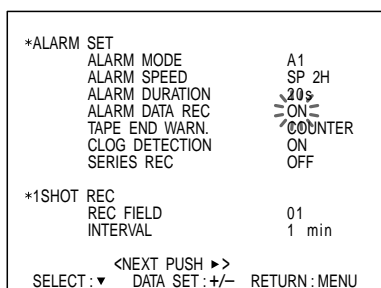 *ALARM SET
ALARM MODE A1
ALARM SPEED SP 2H
ALARM DURATION 20s
ALARM DATA REC ON
TAPE END WARN. COUNTER
CLOG DETECTION ON
SERIES REC OFF
*1SHOT REC
REC FIELD 01
INTERVAL 1 min
<NEXT PUSH ►>
SELECT:▼ DATA SET:+/– RETURN:MENU